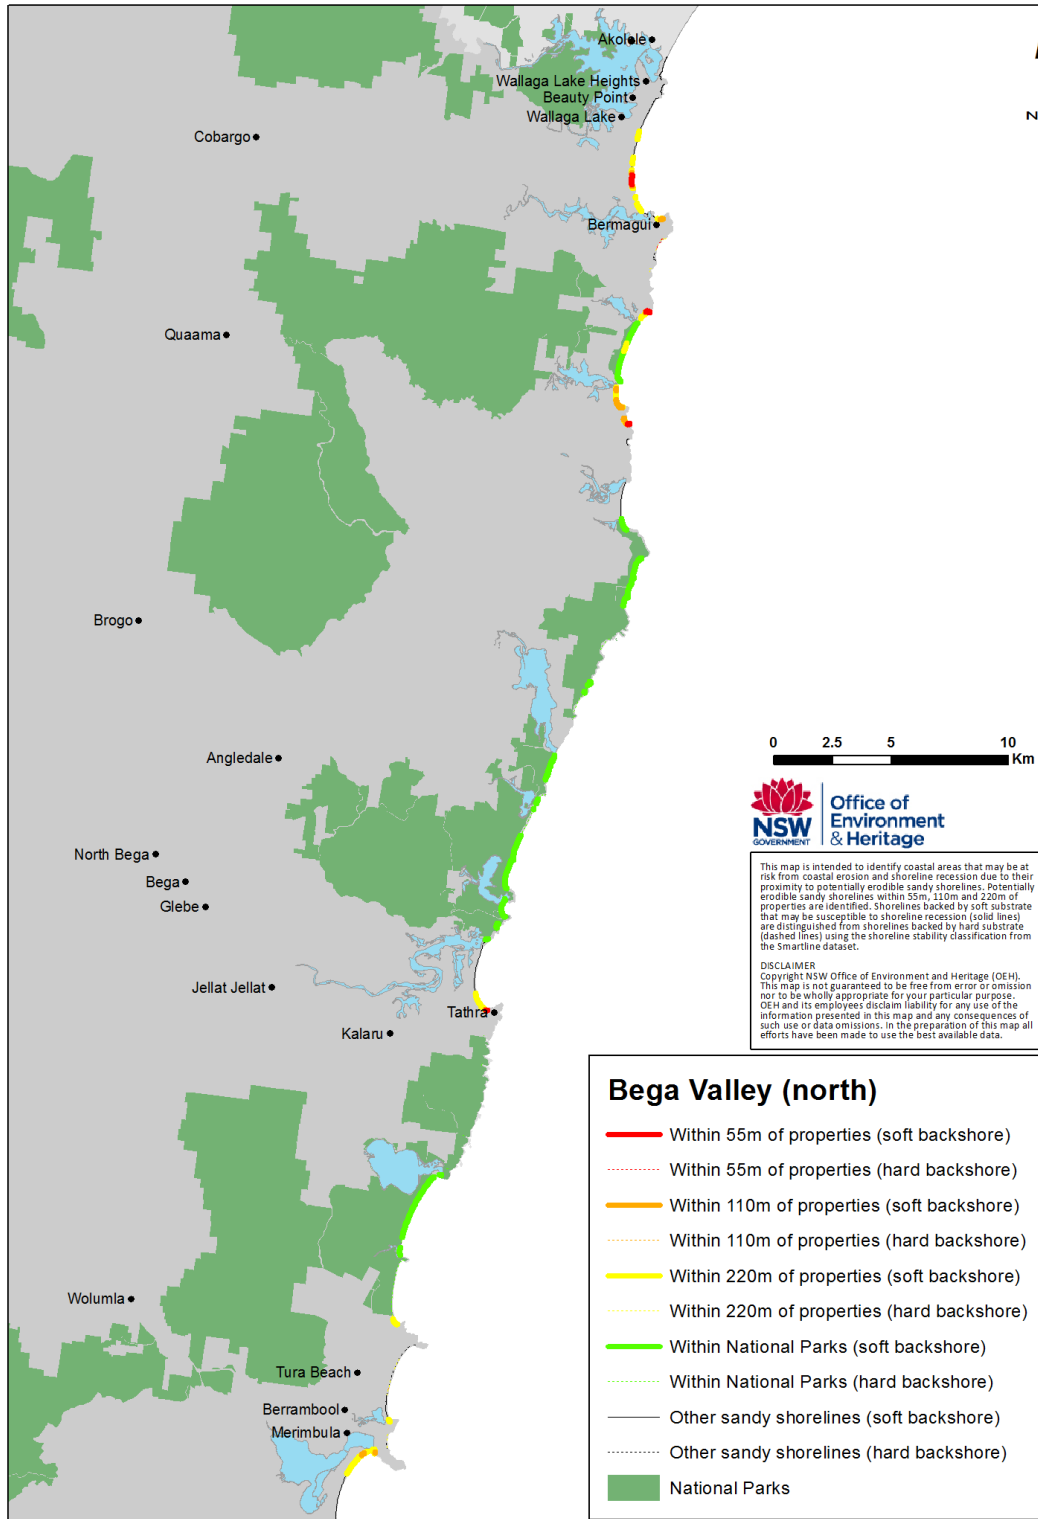 Akolele
Wallaga Lake Heights
Beauty Point
Wallaga Lake
N
Cobargo
Bermagui
Quaama
Brogo
Angledale
0 2.5 5 10
Km
North Bega
Bega
Glebe
NSW
GOVERNMENT
Office of
Environment
& Heritage
This map is intended to identify coastal areas that may be at
risk from coastal erosion and shoreline recession due to their
proximity to potentially erodible sandy shorelines. Potentially
erodible sandy shorelines within 55m, 110m and 220m of
properties are identified. Shorelines backed by soft substrate
that may be susceptible to shoreline recession (solid lines)
are distinguished from shorelines backed by hard substrate
(dashed lines) using the shoreline stability classification from
the Smartline dataset.
DISCLAIMER
Copyright NSW Office of Environment and Heritage (OEH).
This map is not guaranteed to be free from error or omission
nor to be wholly appropriate for your particular purpose.
OEH and its employees disclaim liability for any use of the
information presented in this map and any consequences of
such use or data omissions. In the preparation of this map all
efforts have been made to use the best available data.
Jellat Jellat
Tathra
Kalaru
Wolumla
Tura Beach
Berrambool
Merimbula
Bega Valley (north)
Within 55m of properties (soft backshore)
Within 55m of properties (hard backshore)
Within 110m of properties (soft backshore)
Within 110m of properties (hard backshore)
Within 220m of properties (soft backshore)
Within 220m of properties (hard backshore)
Within National Parks (soft backshore)
Within National Parks (hard backshore)
Other sandy shorelines (soft backshore)
Other sandy shorelines (hard backshore)
National Parks